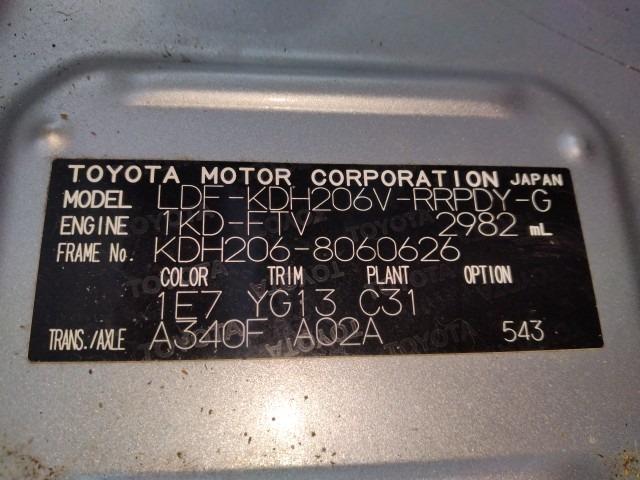 TOYOTA MOTOR CORPORATION JAPAN
MODEL LDF-KDH206V-RRPDY-G
ENGINE 1KD-FTV 2982 mL
FRAME No. KDH206-8060626
COLOR TRIM PLANT OPTION
1E7 YG13 C31
TRANS./AXLE A340F A02A 543